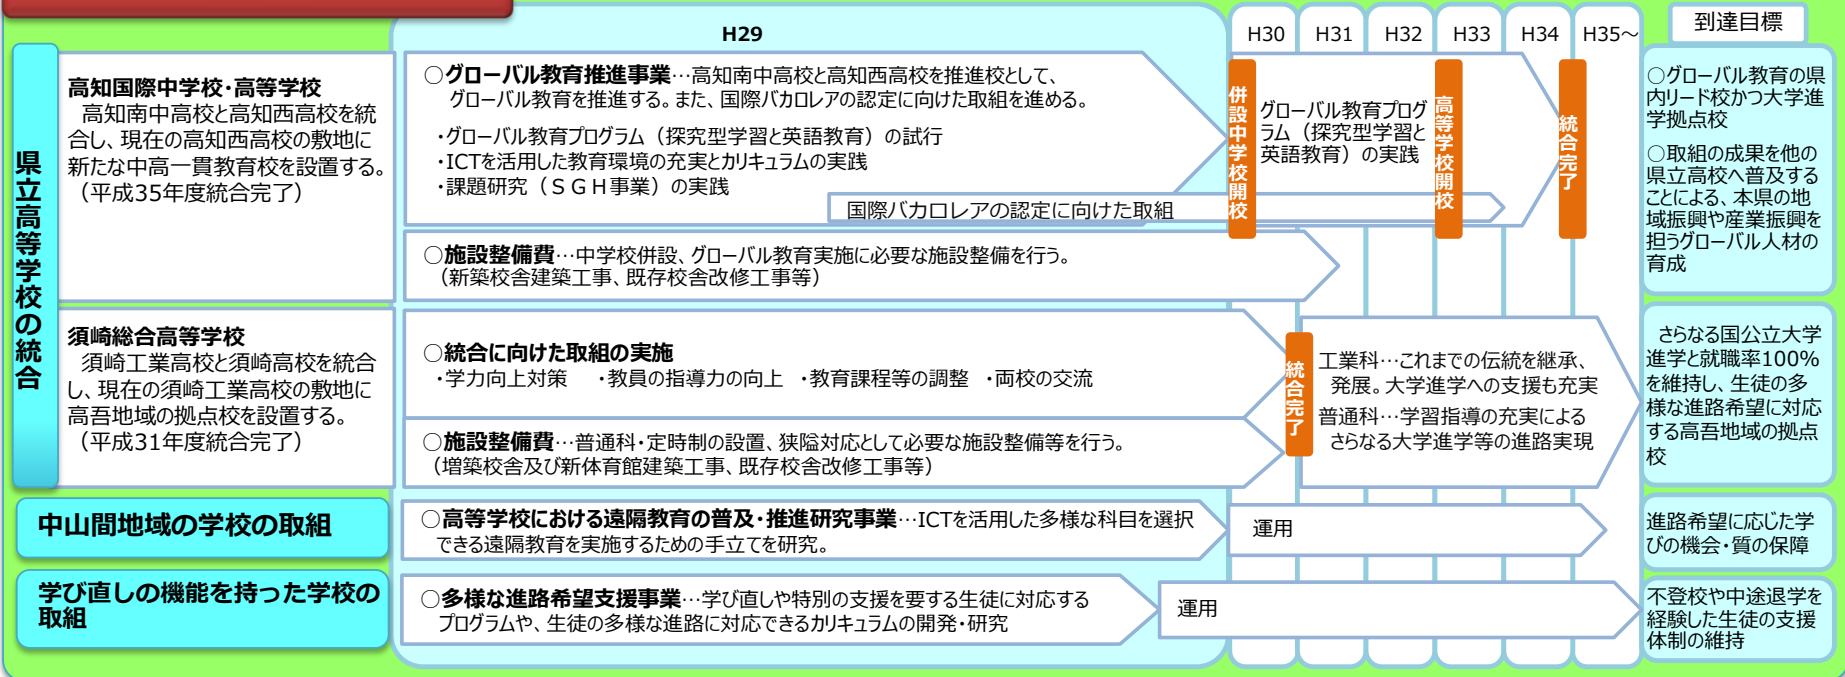 H29
H30
H31
H32
H33
H34
H35～
到達目標
県立高等学校の統合
高知国際中学校・高等学校
高知南中高校と高知西高校を統
合し、現在の高知西高校の敷地に
新たな中高一貫教育校を設置する。
（平成35年度統合完了）
○グローバル教育推進事業…高知南中高校と高知西高校を推進校として、
グローバル教育を推進する。また、国際バカロレアの認定に向けた取組を進める。
・グローバル教育プログラム（探究型学習と英語教育）の試行
・ICTを活用した教育環境の充実とカリキュラムの実践
・課題研究（ＳＧＨ事業）の実践
国際バカロレアの認定に向けた取組
併設中学校開校
グローバル教育プログ
ラム（探究型学習と
英語教育）の実践
高等学校開校
統合完了
○グローバル教育の県
内リード校かつ大学進
学拠点校
○取組の成果を他の
県立高校へ普及する
ことによる、本県の地
域振興や産業振興を
担うグローバル人材の
育成
○施設整備費…中学校併設、グローバル教育実施に必要な施設整備を行う。
（新築校舎建築工事、既存校舎改修工事等）
須崎総合高等学校
須崎工業高校と須崎高校を統合
し、現在の須崎工業高校の敷地に
高吾地域の拠点校を設置する。
（平成31年度統合完了）
○統合に向けた取組の実施
・学力向上対策　・教員の指導力の向上　・教育課程等の調整　・両校の交流
○施設整備費…普通科・定時制の設置、狭隘対応として必要な施設整備等を行う。
（増築校舎及び新体育館建築工事、既存校舎改修工事等）
統合完了
工業科…これまでの伝統を継承、
発展。大学進学への支援も充実
普通科…学習指導の充実による
さらなる大学進学等の進路実現
さらなる国公立大学
進学と就職率100%
を維持し、生徒の多
様な進路希望に対応
する高吾地域の拠点
校
中山間地域の学校の取組
○高等学校における遠隔教育の普及・推進研究事業…ICTを活用した多様な科目を選択
できる遠隔教育を実施するための手立てを研究。
運用
進路希望に応じた学
びの機会・質の保障
学び直しの機能を持った学校の
取組
○多様な進路希望支援事業…学び直しや特別の支援を要する生徒に対応する
プログラムや、生徒の多様な進路に対応できるカリキュラムの開発・研究
運用
不登校や中途退学を
経験した生徒の支援
体制の維持